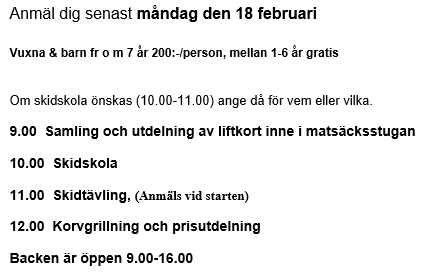 Anmäl dig senast måndag den 18 februari
Vuxna & barn fr o m 7 år 200:-/person, mellan 1-6 år gratis
Om skidskola önskas (10.00-11.00) ange då för vem eller vilka.
9.00 Samling och utdelning av liftkort inne i matsäcksstugan
10.00 Skidskola
11.00 Skidtävling, (Anmäls vid starten)
12.00 Korvgrillning och prisutdelning
Backen är öppen 9.00-16.00